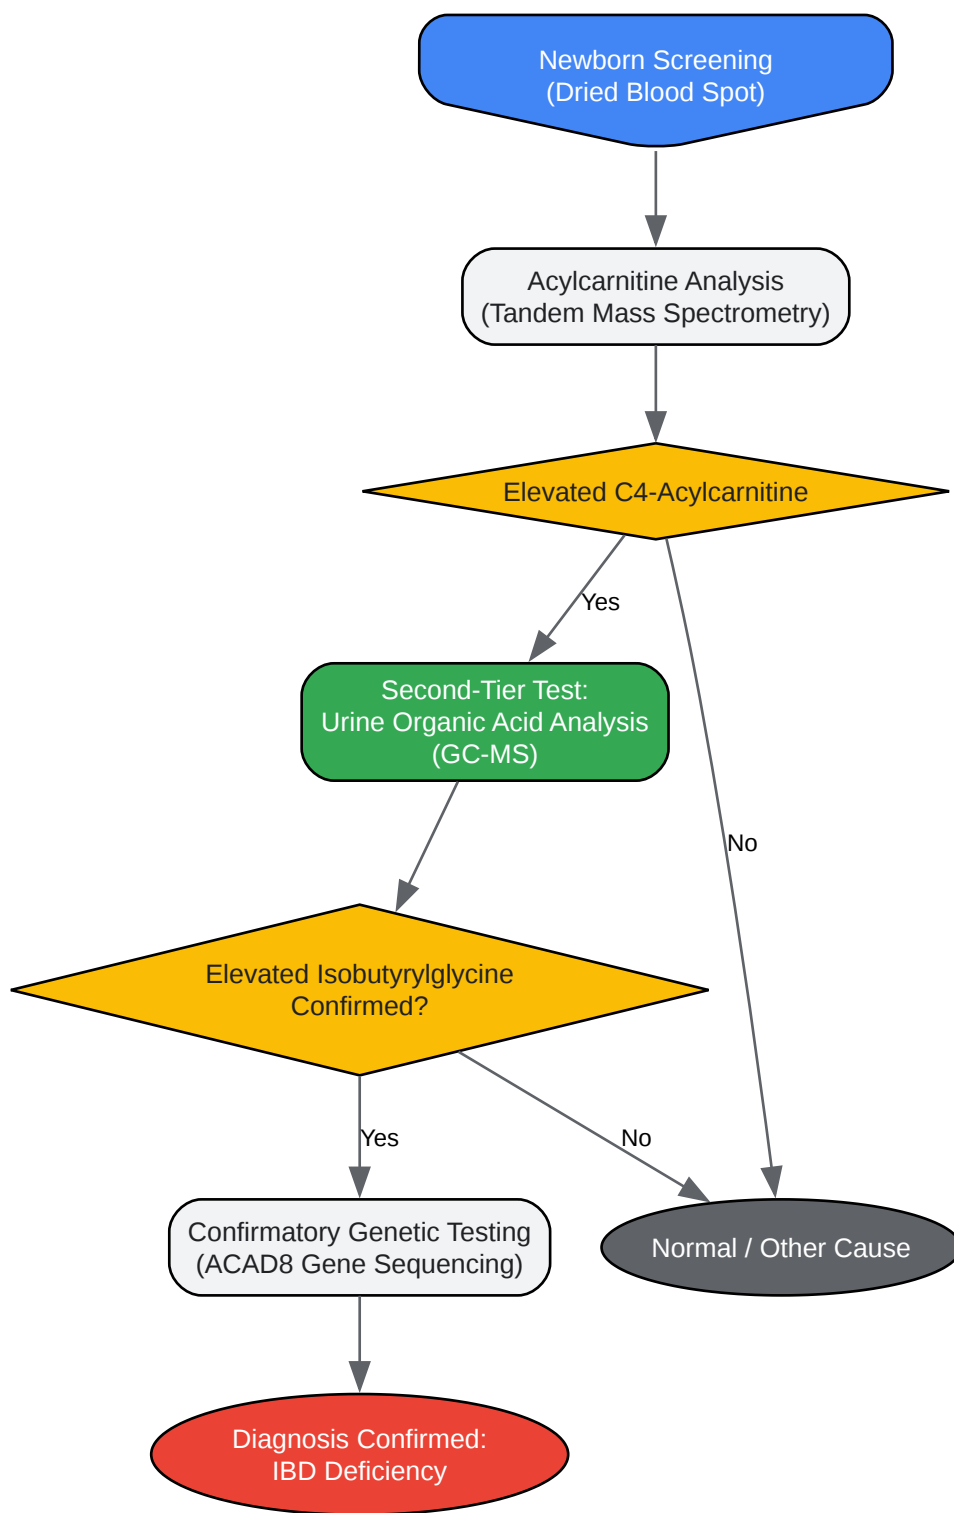 Newborn Screening
(Dried Blood Spot)
Acylcarnitine Analysis
(Tandem Mass Spectrometry)
Elevated C4-Acylcarnitine
Yes
Second-Tier Test:
Urine Organic Acid Analysis
(GC-MS)
No
Elevated Isobutyrylglycine
Confirmed?
Yes
No
Confirmatory Genetic Testing
(ACAD8 Gene Sequencing)
Normal / Other Cause
Diagnosis Confirmed:
IBD Deficiency